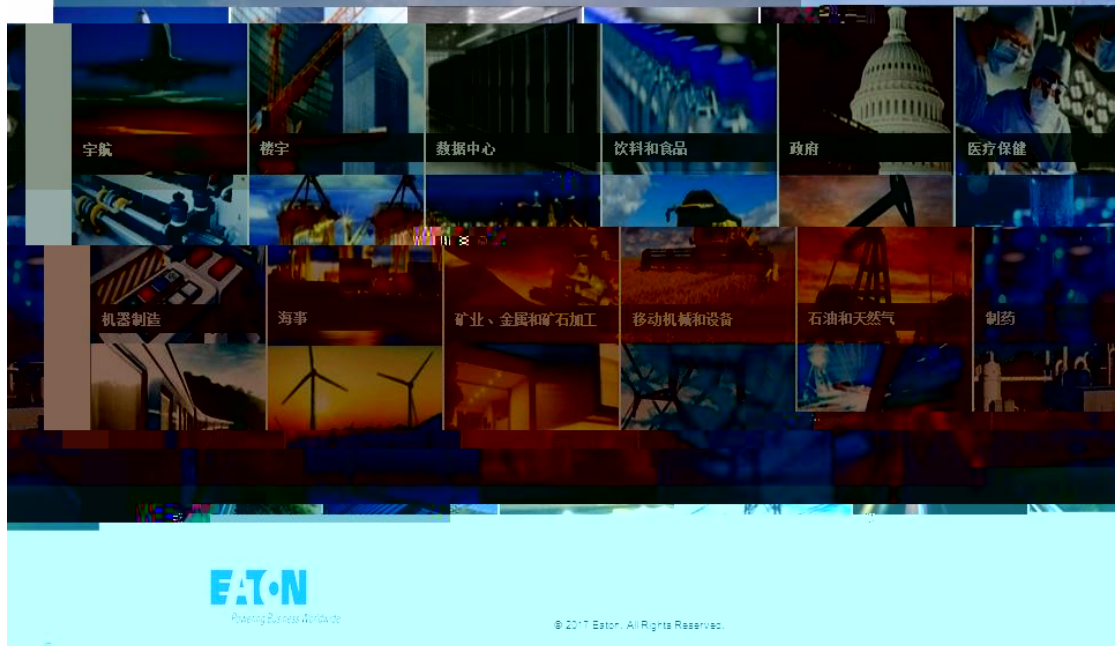 宇航
楼宇
数据中心
饮料和食品
政府
医疗保健
机器制造
海事
矿业、金属和矿石加工
移动机械和设备
石油和天然气
制药
EATON
Powering Business Worldwide
© 2017 Eaton. All Rights Reserved.